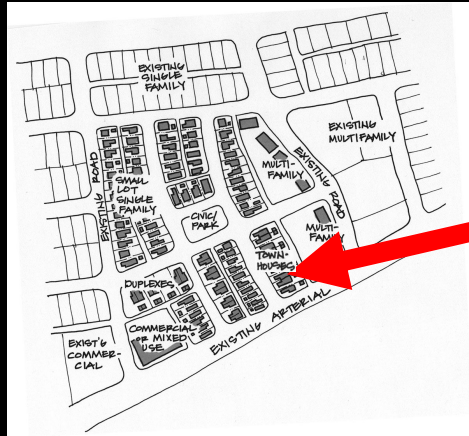 EXISTING
SINGLE
FAMILY
EXISTING
MULTIFAMILY
EXISTING ROAD
SMALL
LOT
SINGLE
FAMILY
MULTI-
FAMILY
EXISTING ROAD
CIVIC/
PARK
MULTI-
FAMILY
TOWN-
HOUSES
DUPLEXES
COMMERCIAL
OR MIXED
USE
EXISTING ARTERIAL
EXIST'G
COMMER-
CIAL